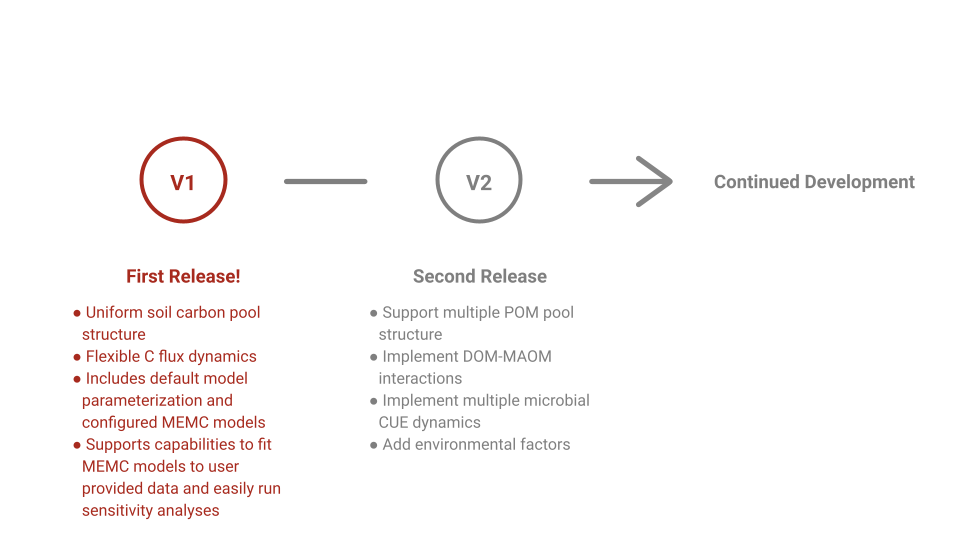 V1
V2
Continued Development
First Release!
● Uniform soil carbon pool
structure
● Flexible C flux dynamics
● Includes default model
parameterization and
configured MEMC models
● Supports capabilities to fit
MEMC models to user
provided data and easily run
sensitivity analyses
Second Release
● Support multiple POM pool
structure
● Implement DOM-MAOM
interactions
● Implement multiple microbial
CUE dynamics
● Add environmental factors